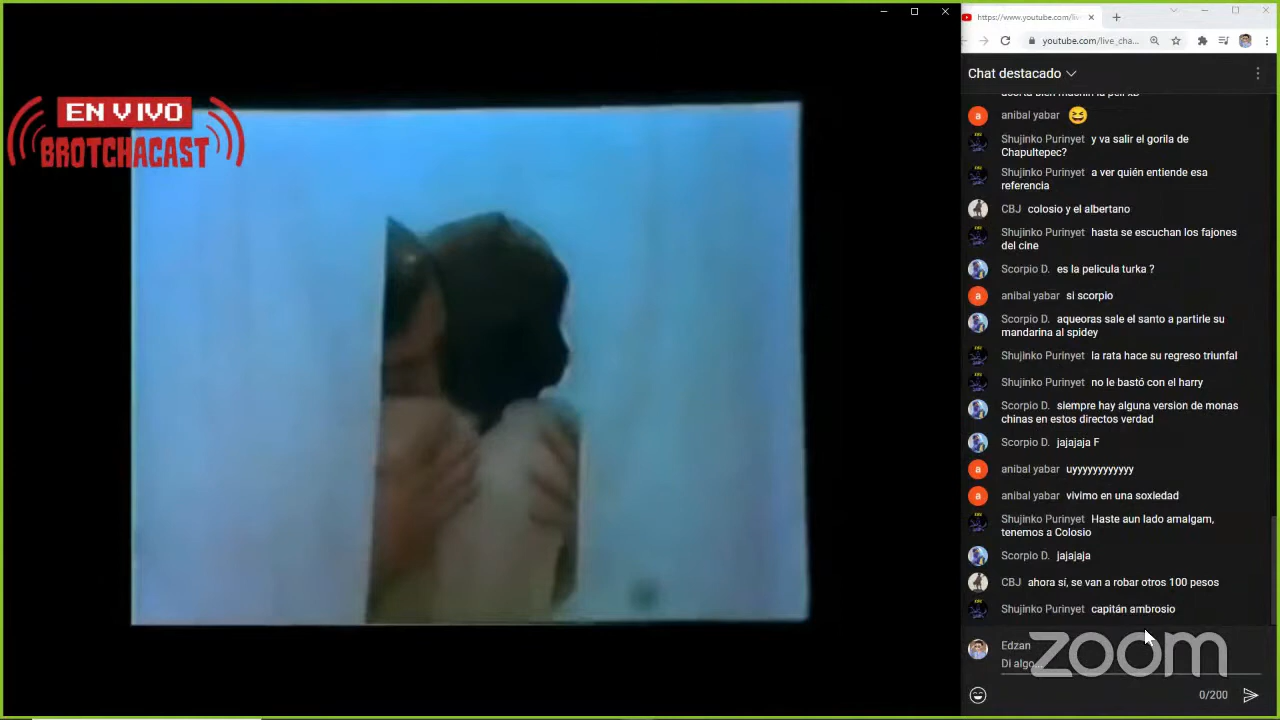 EN VIVO
BROTCHACAST
https://www.youtube.com/liv
youtube.com/live_cha...
Chat destacado
anibal yabar
Shujinko Purinyet y va salir el gorila de
Chapultepec?
Shujinko Purinyet a ver quién entiende esa
referencia
CBJ colosio y el albertano
Shujinko Purinyet hasta se escuchan los fajones
del cine
Scorpio D. es la pelicula turka ?
anibal yabar si scorpio
Scorpio D. aqueoras sale el santo a partirle su
mandarina al spidey
Shujinko Purinyet la rata hace su regreso triunfal
Shujinko Purinyet no le bastó con el harry
Scorpio D. siempre hay alguna version de monas
chinas en estos directos verdad
Scorpio D. jajajaja F
anibal yabar uyyyyyyyyyyyy
anibal yabar vivimo en una soxiedad
Shujinko Purinyet Haste aun lado amalgam,
tenemos a Colosio
Scorpio D. jajajaja
CBJ ahora sí, se van a robar otros 100 pesos
Shujinko Purinyet capitán ambrosio
Edzan
Di algo...
zoom
0/200